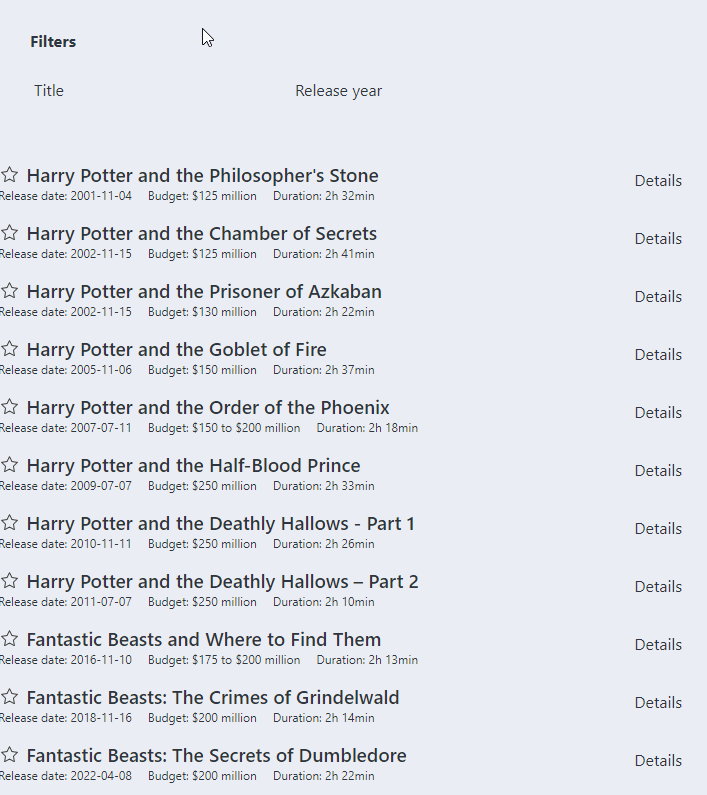 Filters
Title Release year
Harry Potter and the Philosopher's Stone Details
Release date: 2001-11-04 Budget: $125 million Duration: 2h 32min
Harry Potter and the Chamber of Secrets Details
Release date: 2002-11-15 Budget: $125 million Duration: 2h 41min
Harry Potter and the Prisoner of Azkaban Details
Release date: 2002-11-15 Budget: $130 million Duration: 2h 22min
Harry Potter and the Goblet of Fire Details
Release date: 2005-11-06 Budget: $150 million Duration: 2h 37min
Harry Potter and the Order of the Phoenix Details
Release date: 2007-07-11 Budget: $150 to $200 million Duration: 2h 18min
Harry Potter and the Half-Blood Prince Details
Release date: 2009-07-07 Budget: $250 million Duration: 2h 33min
Harry Potter and the Deathly Hallows - Part 1 Details
Release date: 2010-11-11 Budget: $250 million Duration: 2h 26min
Harry Potter and the Deathly Hallows – Part 2 Details
Release date: 2011-07-07 Budget: $250 million Duration: 2h 10min
Fantastic Beasts and Where to Find Them Details
Release date: 2016-11-10 Budget: $175 to $200 million Duration: 2h 13min
Fantastic Beasts: The Crimes of Grindelwald Details
Release date: 2018-11-16 Budget: $200 million Duration: 2h 14min
Fantastic Beasts: The Secrets of Dumbledore Details
Release date: 2022-04-08 Budget: $200 million Duration: 2h 22min